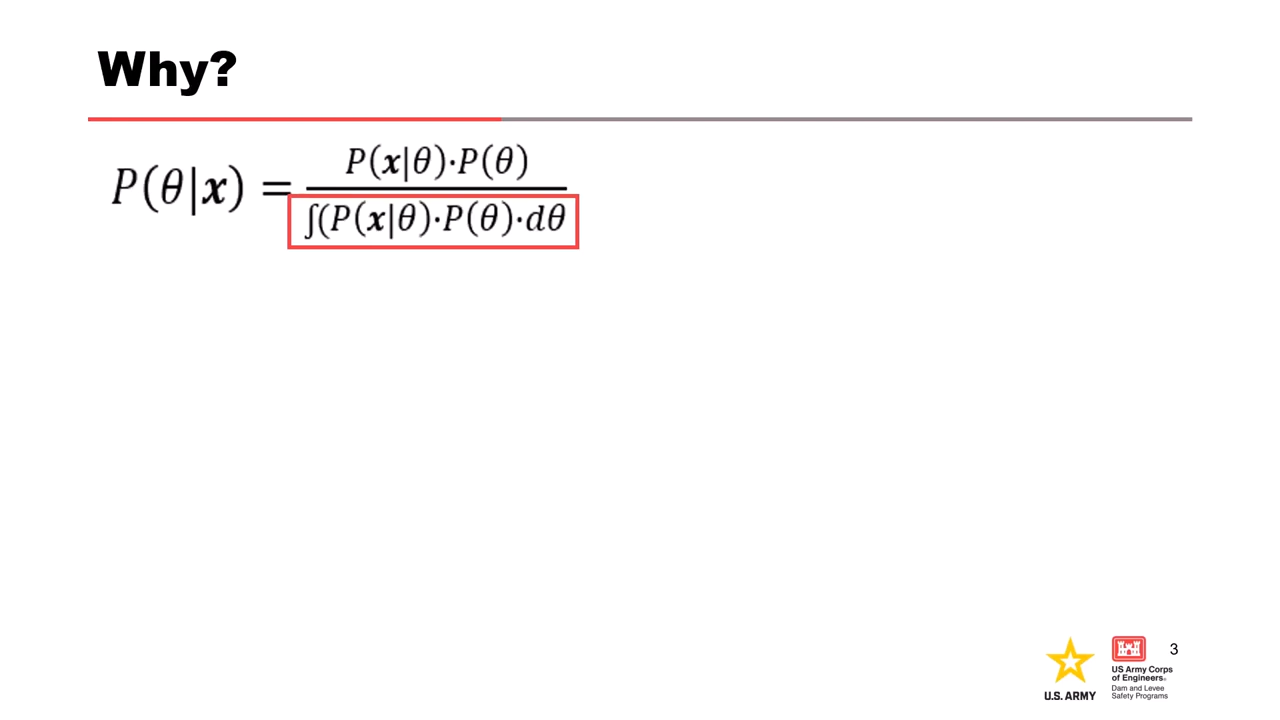 Why?
P(θ|x) = P(x|θ)·P(θ)
∫(P(x|θ)·P(θ)·dθ
3
U.S. ARMY
US Army Corps
of Engineers®
Dam and Levee
Safety Programs